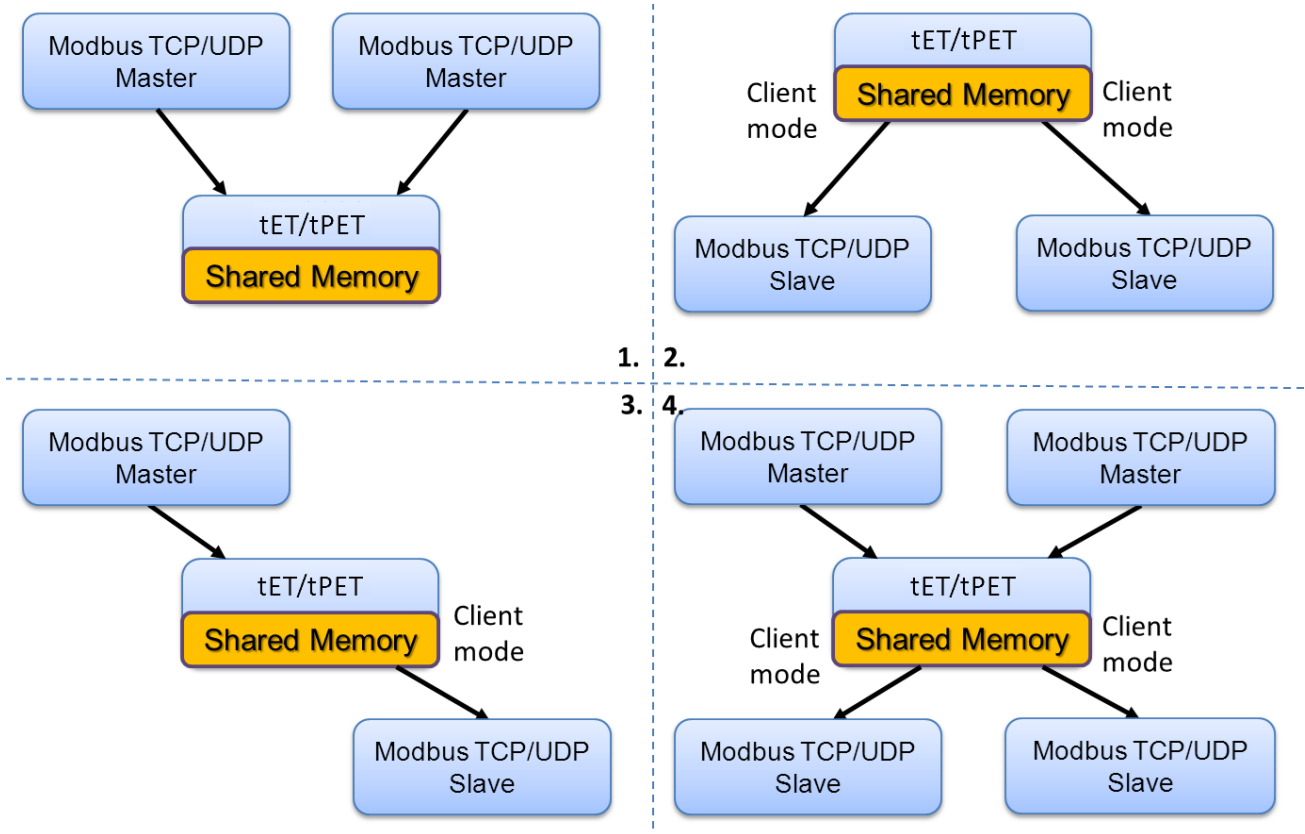 Modbus TCP/UDP
Master
Modbus TCP/UDP
Master
tET/tPET
Shared Memory
1.
tET/tPET
Shared Memory
Client
mode
Client
mode
Modbus TCP/UDP
Slave
Modbus TCP/UDP
Slave
2.
3.
Modbus TCP/UDP
Master
tET/tPET
Shared Memory
Client
mode
Modbus TCP/UDP
Slave
4.
Modbus TCP/UDP
Master
Modbus TCP/UDP
Master
tET/tPET
Shared Memory
Client
mode
Client
mode
Modbus TCP/UDP
Slave
Modbus TCP/UDP
Slave